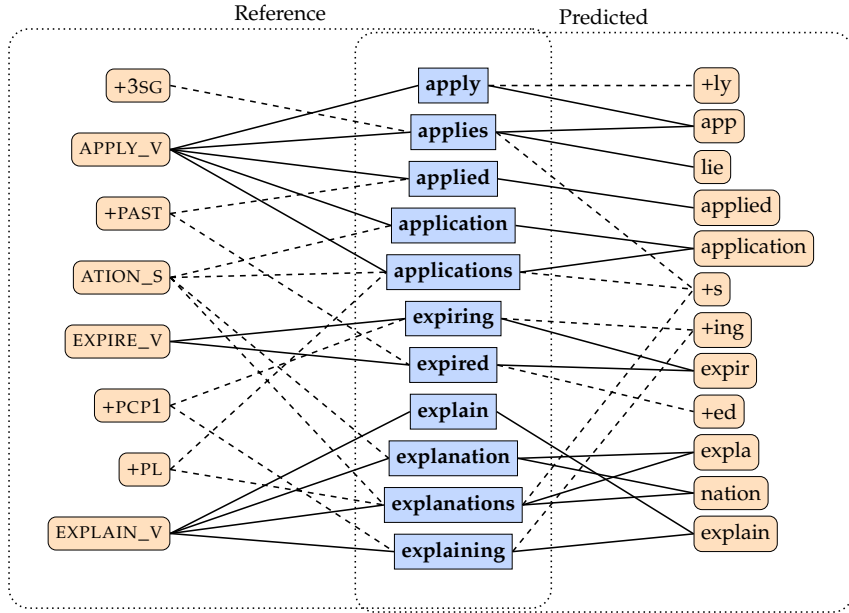 Reference
Predicted
+3SG
APPLY_V
+PAST
ATION_S
EXPIRE_V
+PCP1
+PL
EXPLAIN_V
apply
applies
applied
application
applications
expiring
expired
explain
explanation
explanations
explaining
+ly
app
lie
applied
application
+s
+ing
expir
+ed
expla
nation
explain